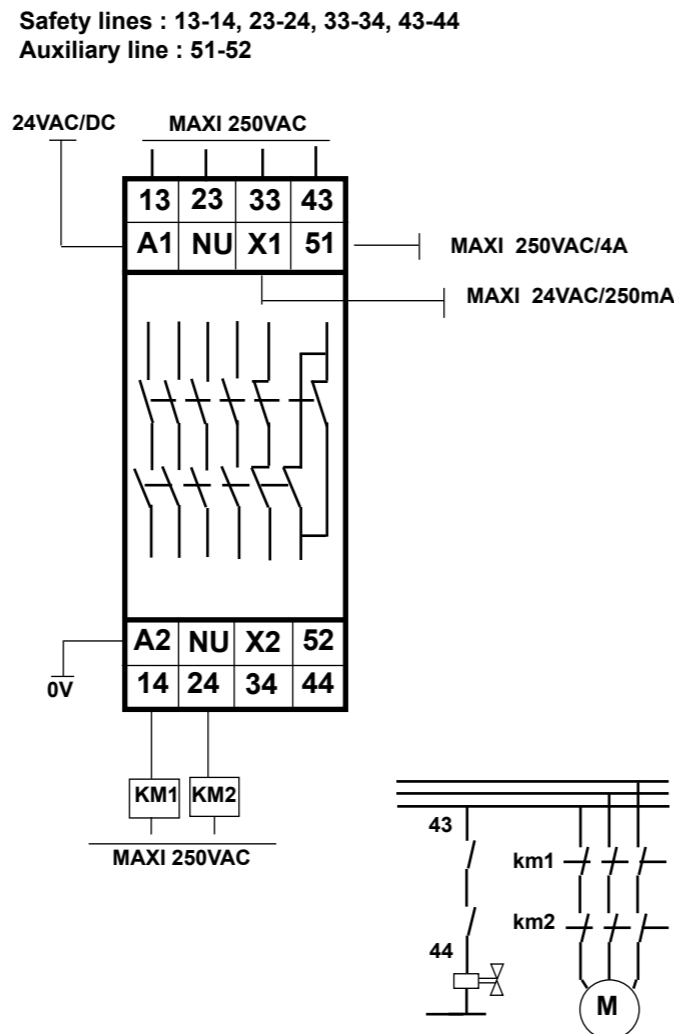 Safety lines : 13-14, 23-24, 33-34, 43-44
Auxiliary line : 51-52
24VAC/DC
MAXI 250VAC
13 23 33 43
A1 NU X1 51
MAXI 250VAC/4A
MAXI 24VAC/250mA
A2 NU X2 52
14 24 34 44
0V
KM1 KM2
MAXI 250VAC
43
km1
km2
44
M